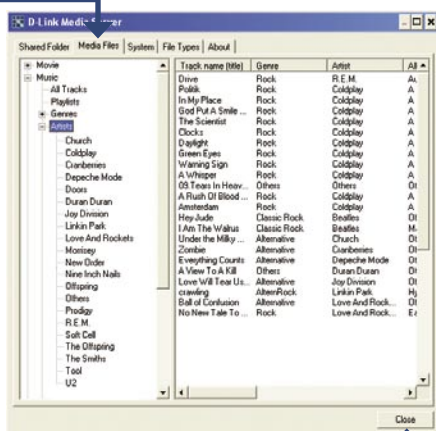 D-Link Media Server
Shared Folder Media Files System File Types About
Movie
Music
All Tracks
Playlists
Genres
Artists
Church
Coldplay
Cranberries
Depeche Mode
Doors
Duran Duran
Joy Division
Linkin Park
Love And Rockets
Morrisey
New Order
Nine Inch Nails
Offspring
Others
Prodigy
R.E.M.
Soft Cell
The Offspring
The Smiths
Tool
U2
Track name (title) Genre Artist
Drive Rock R.E.M.
Politik Rock Coldplay A
In My Place Rock Coldplay A
God Put A Smile ... Rock Coldplay A
The Scientist Rock Coldplay A
Clocks Rock Coldplay A
Daylight Rock Coldplay A
Green Eyes Rock Coldplay A
Warning Sign Rock Coldplay A
A Whisper Rock Coldplay A
09.Tears In Heav... Others Others
A Rush Of Blood ... Rock Coldplay A
Amsterdam Rock Coldplay A
Hey Jude Classic Rock Beatles
I Am The Walrus Classic Rock Beatles
Under the Milky ... Alternative Church
Zombie Alternative Cranberries
Everything Counts Alternative Depeche Mode
A View To A Kill Others Duran Duran
Love Will Tear Us... Alternative Joy Division
crawling AlternRock Linkin Park
Ball of Confusion Alternative Love And Rock...
No New Tale To ... Rock Love And Rock...
Close